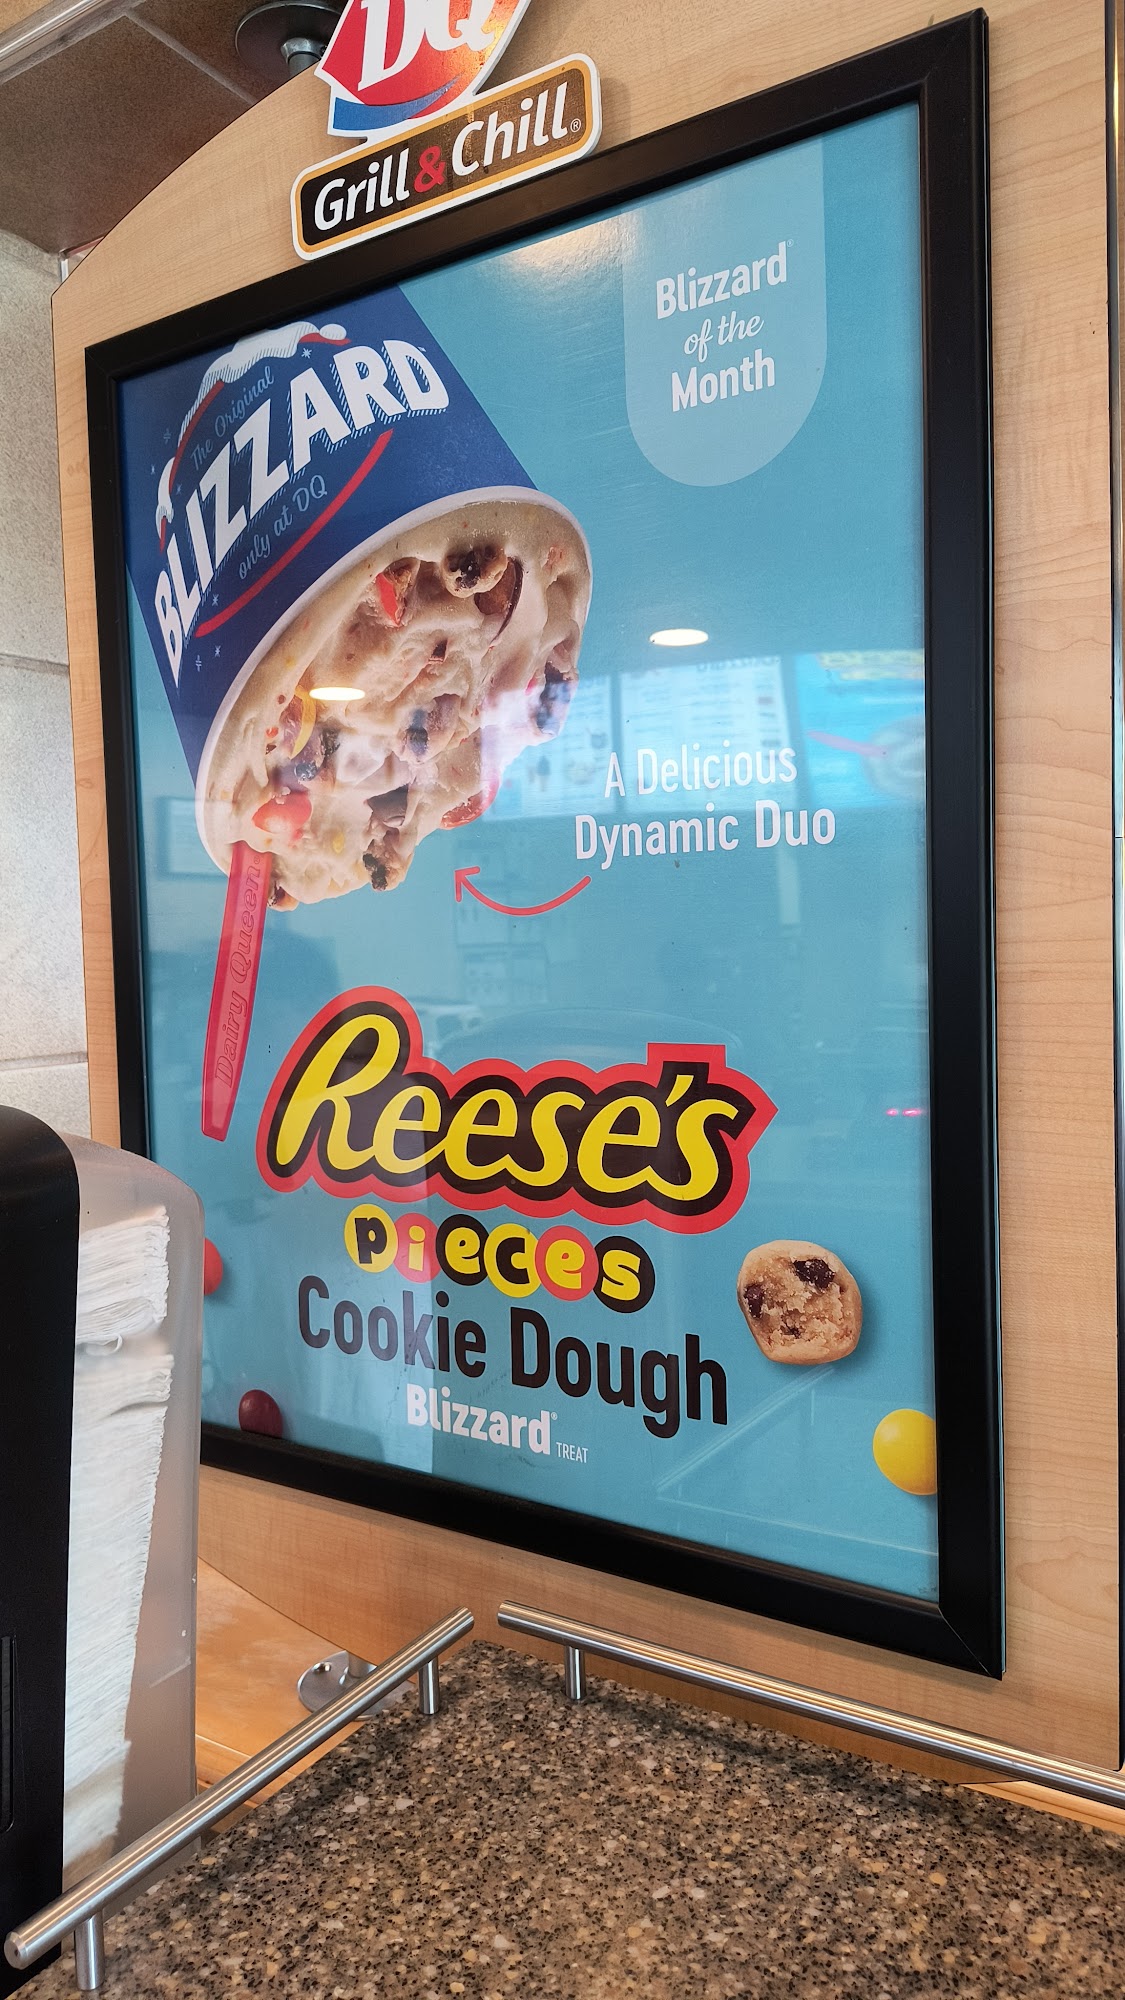 DQ
Grill & Chill®
Blizzard®
of the
Month
The Original
BLIZZARD™
only at DQ
A Delicious
Dynamic Duo
Dairy Queen
Reese's
pieces
Cookie Dough
Blizzard® TREAT